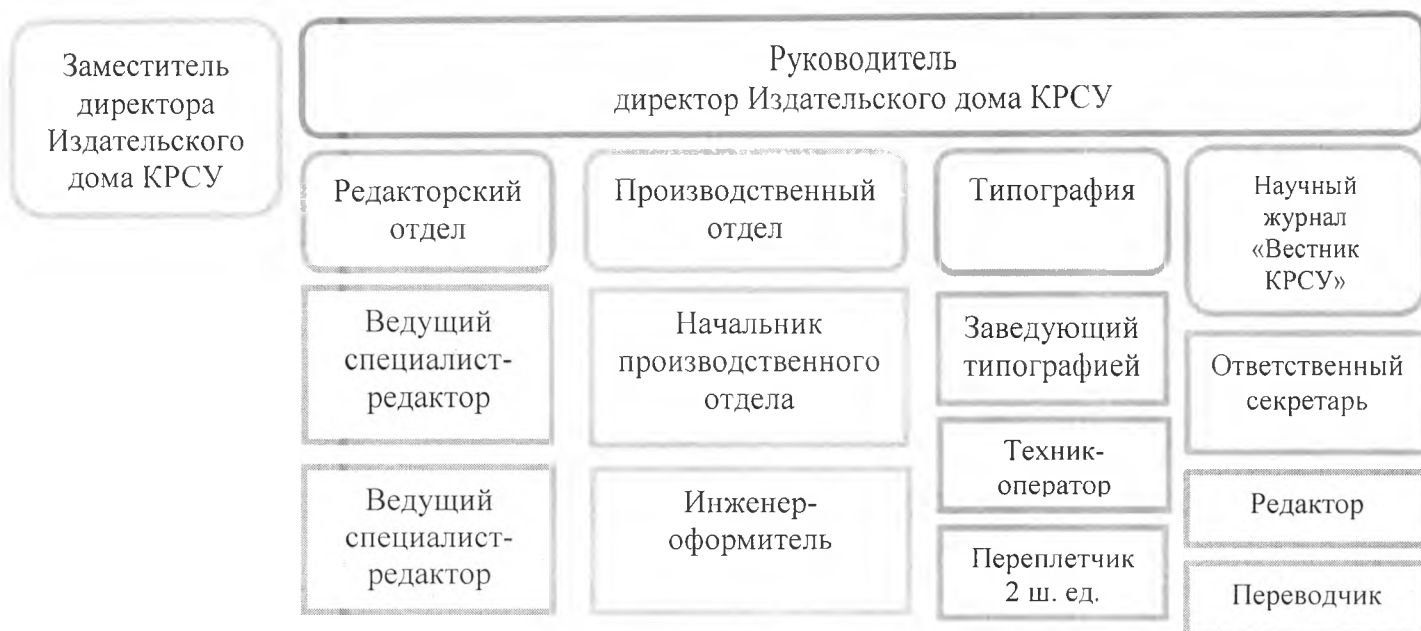 Заместитель
директора
Издательского
дома КРСУ
Руководитель
директор Издательского дома КРСУ
Редакторский
отдел
Ведущий
специалист-
редактор
Ведущий
специалист-
редактор
Производственный
отдел
Начальник
производственного
отдела
Инженер-
оформитель
Типография
Заведующий
типографией
Техник-
оператор
Переплетчик
2 ш. ед.
Научный
журнал
«Вестник
КРСУ»
Ответственный
секретарь
Редактор
Переводчик